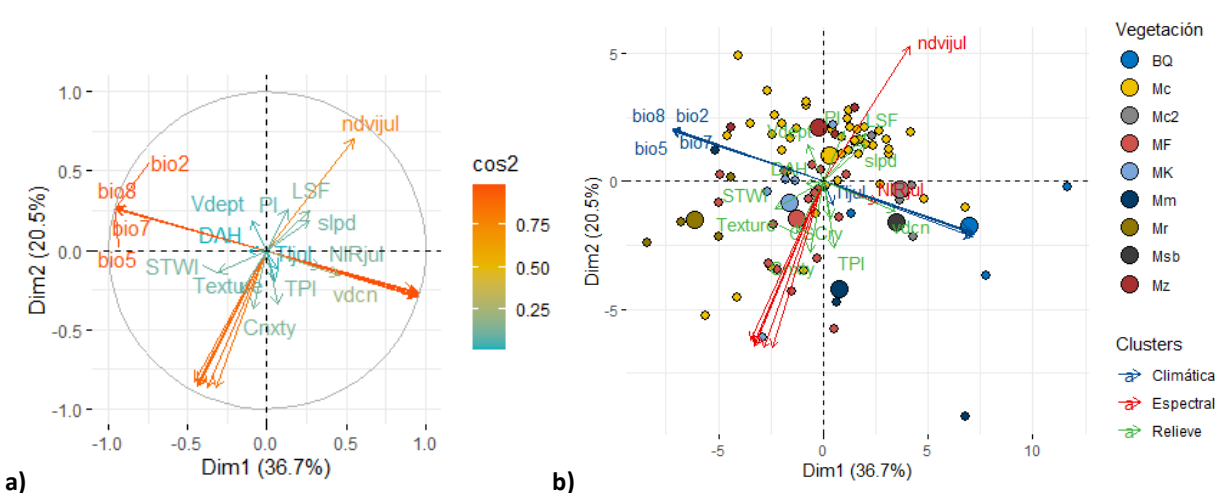 1.0
0.5
0.0
-0.5
-1.0
Dim2 (20.5%)
ndvijul
bio2
bio8
bio7
bio5
Vdept
PI
LSF
slpd
DAH
Tjul
NIRjul
STWI
Texture
TPI
vdcn
Cnxty
-1.0 -0.5 0.0 0.5 1.0
Dim1 (36.7%)
cos2
0.75
0.50
0.25
a)
5
0
-5
Dim2 (20.5%)
ndvijul
bio8 bio2
bio5 bio7
Vdept
PI
LSF
slpd
DAH
STWI
Tjul
NIRjul
Texture
vdcn
TPI
-5 0 5 10
Dim1 (36.7%)
b)
Vegetación
BQ
Mc
Mc2
MF
MK
Mm
Mr
Msb
Mz
Clusters
a Climática
a Espectral
a Relieve